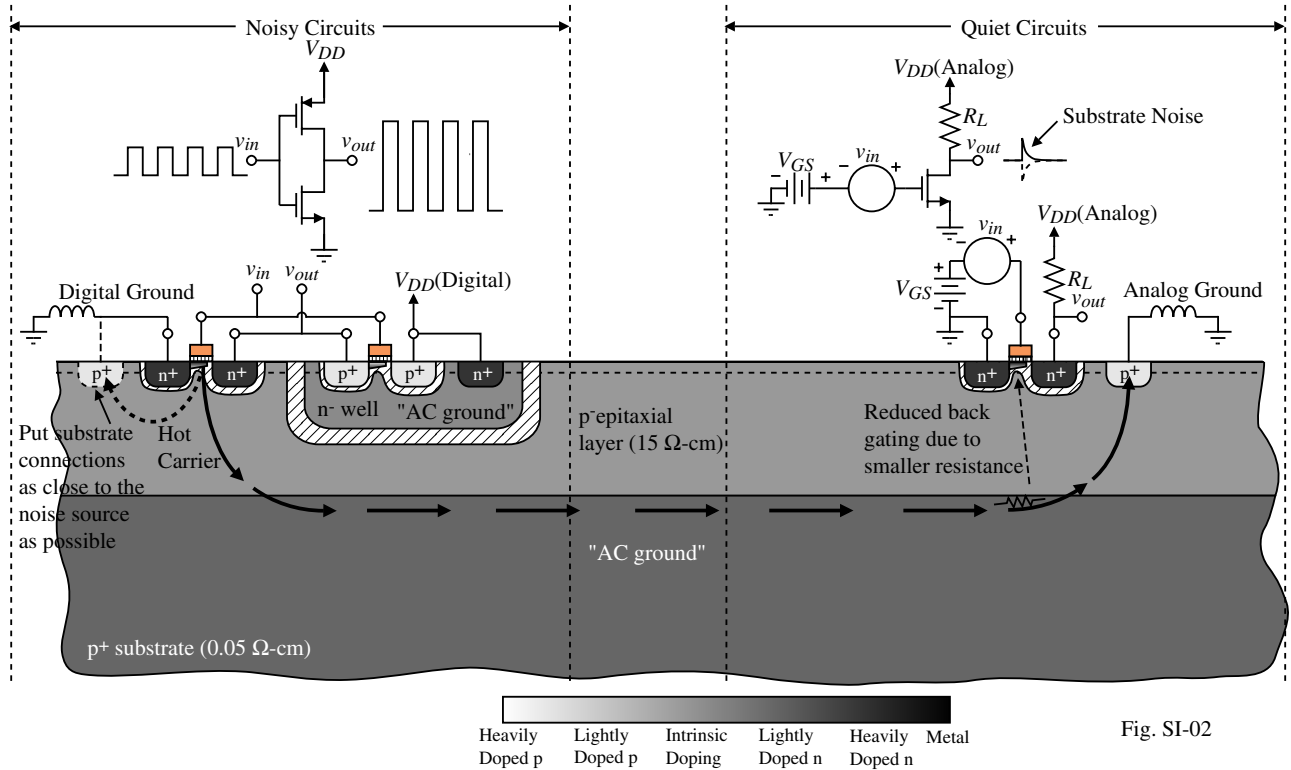 Noisy Circuits
Quiet Circuits
VDD
vin
vout
VDD(Analog)
RL
vout
Substrate Noise
VGS
vin
VDD(Analog)
vin
VGS
RL
vout
Analog Ground
vin
vout
VDD(Digital)
Digital Ground
p+
n+
n+
p+
p+
n+
n+
n+
p+
n- well
"AC ground"
Put substrate
connections
as close to the
noise source
as possible
Hot
Carrier
p-epitaxial
layer (15 Ω-cm)
Reduced back
gating due to
smaller resistance
"AC ground"
p+ substrate (0.05 Ω-cm)
Heavily
Doped p
Lightly
Doped p
Intrinsic
Doping
Lightly
Doped n
Heavily
Doped n
Metal
Fig. SI-02